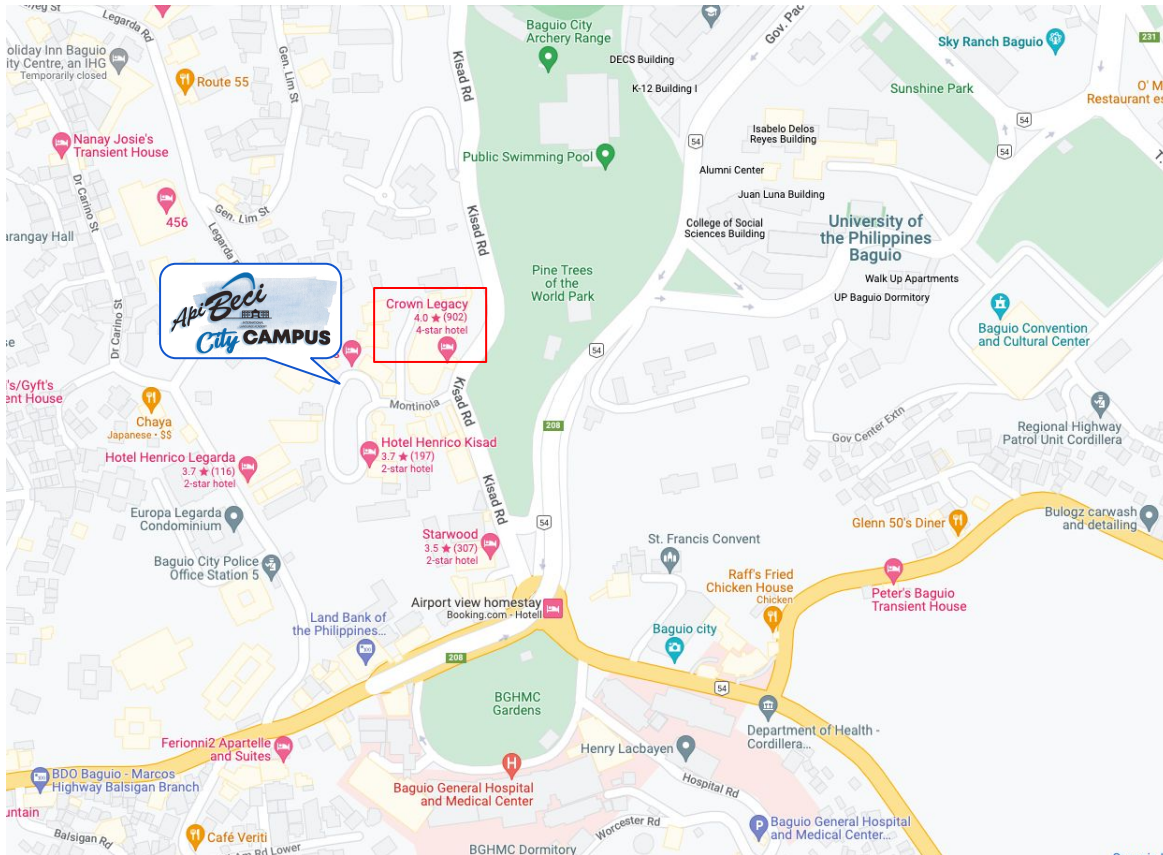 Legarda Rd
Baguio City
Archery Range
Gov. Pac
Kisad Rd
Gen. Lim St
oliday Inn Baguio
ity Centre, an IHG
Temporarily closed
Route 55
DECS Building
K-12 Building I
Sky Ranch Baguio
231
Sunshine Park
O' M
Restaurant es
54
54
54
Isabelo Delos
Reyes Building
Nanay Josie's
Transient House
Public Swimming Pool
Alumni Center
Juan Luna Building
Dr Carino St
456
Gen. Lim St
Kisad Rd
College of Social
Sciences Building
University of
the Philippines
Baguio
arangay Hall
Legarda
Pine Trees
of the
World Park
Walk Up Apartments
UP Baguio Dormitory
Api Beci
City CAMPUS
Crown Legacy
4.0 ★ (902)
4-star hotel
Baguio Convention
and Cultural Center
Dr Carino St
54
's/Gyft's
ent House
Chaya
Japanese • $$
Montinola
Kisad Rd
208
Gov Center Extn
Regional Highway
Patrol Unit Cordillera
Hotel Henrico Kisad
3.7 ★ (197)
2-star hotel
Hotel Henrico Legarda
3.7 ★ (116)
2-star hotel
Kisad Rd
Europa Legarda
Condominium
54
Glenn 50's Diner
Bulogz carwash
and detailing
Starwood
3.5 ★ (307)
2-star hotel
St. Francis Convent
Baguio City Police
Office Station 5
Raff's Fried
Chicken House
Chicken
Peter's Baguio
Transient House
Airport view homestay
Booking.com - Hotell
Land Bank of
the Philippines...
Baguio city
208
54
BGHMC
Gardens
Department of Health -
Cordillera...
Ferionni2 Apartelle
and Suites
Henry Lacbayen
H
BDO Baguio - Marcos
Highway Balsigan Branch
Baguio General Hospital
and Medical Center
Hospital Rd
untain
Balsigan Rd
Café Veriti
Rd Lower
Worcester Rd
P
Baguio General Hospital
and Medical Center...
BGHMC Dormitory